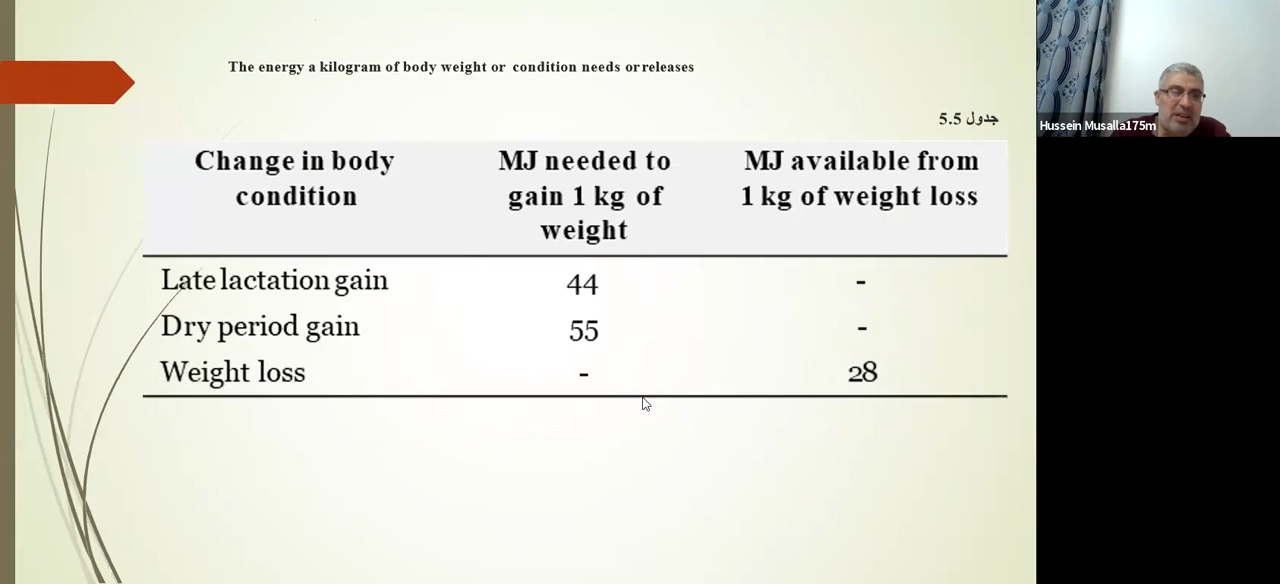 The energy a kilogram of body weight or condition needs or releases
جدول 5.5
Change in body condition
MJ needed to gain 1 kg of weight
MJ available from 1 kg of weight loss
Late lactation gain 44 -
Dry period gain 55 -
Weight loss - 28
Hussein Musalla175m